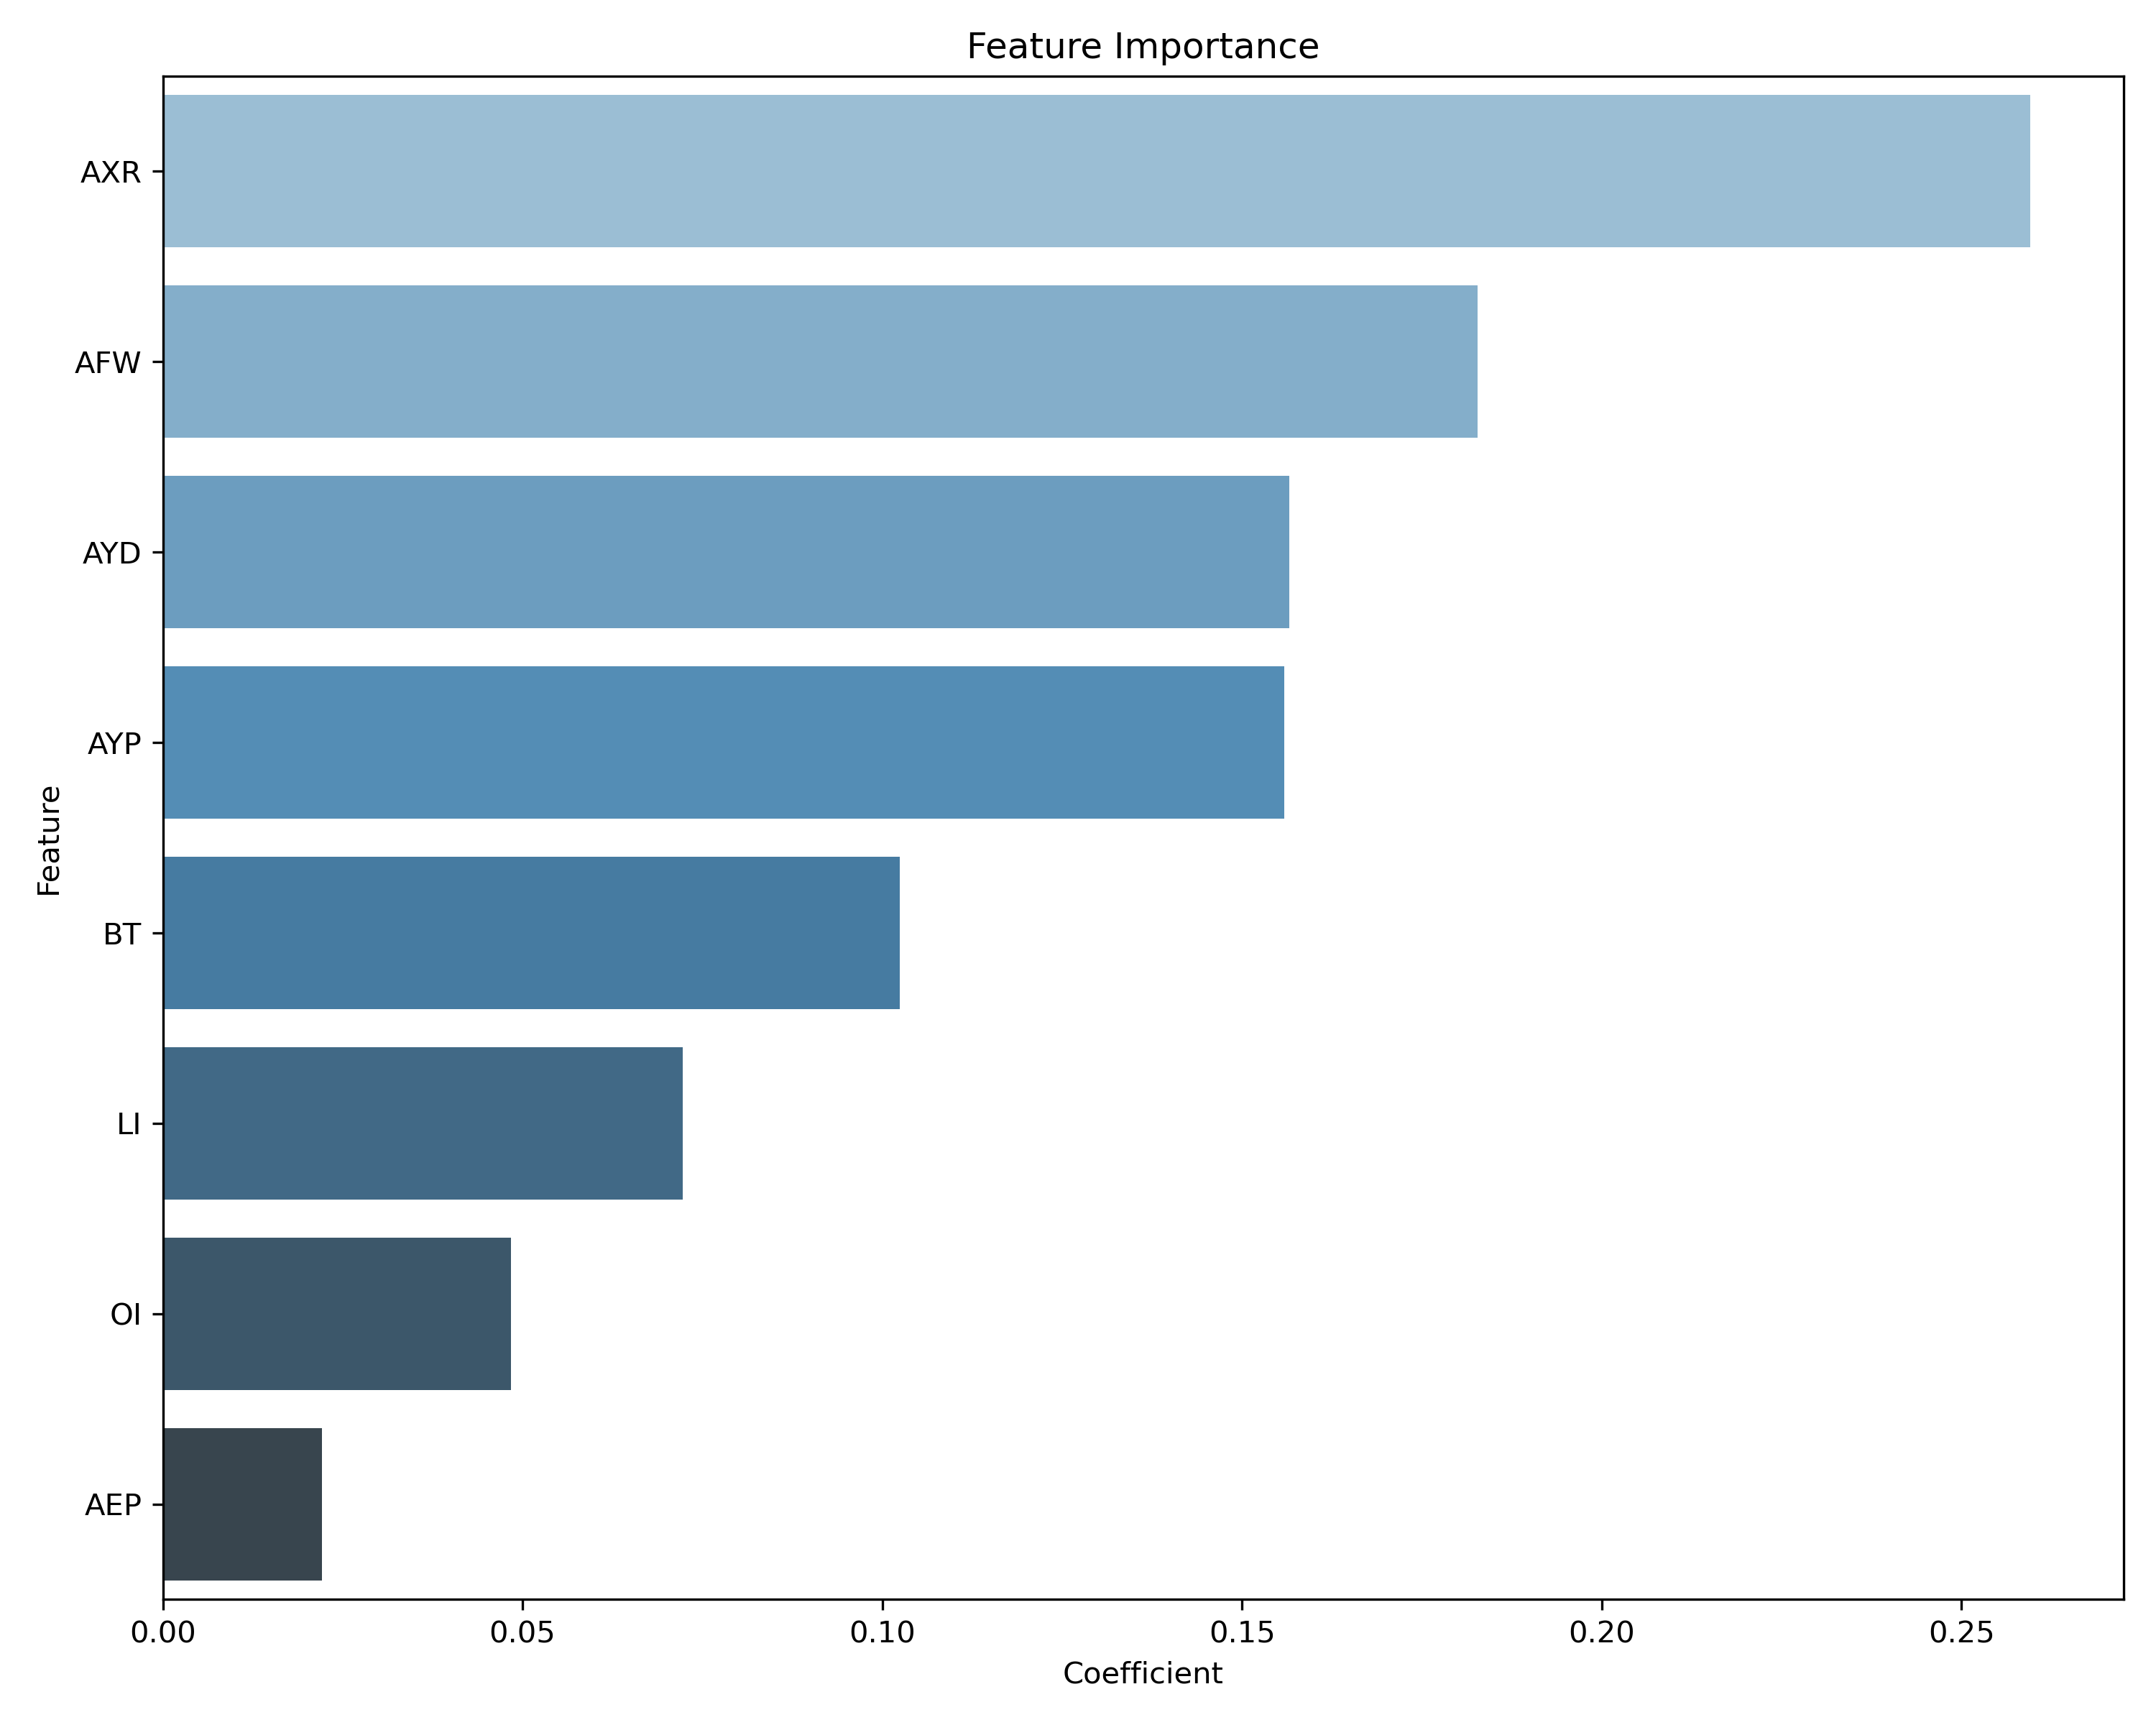 Feature Importance
AXR
AFW
AYD
AYP
BT
LI
OI
AEP
Feature
0.00 0.05 0.10 0.15 0.20 0.25
Coefficient